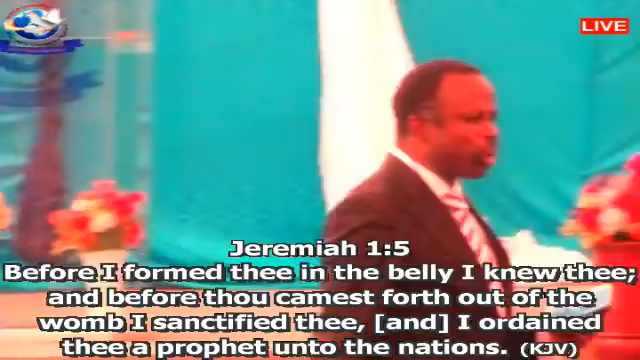 LIVE
Jeremiah 1:5
Before I formed thee in the belly I knew thee;
and before thou camest forth out of the
womb I sanctified thee, [and] I ordained
thee a prophet unto the nations. (KJV)